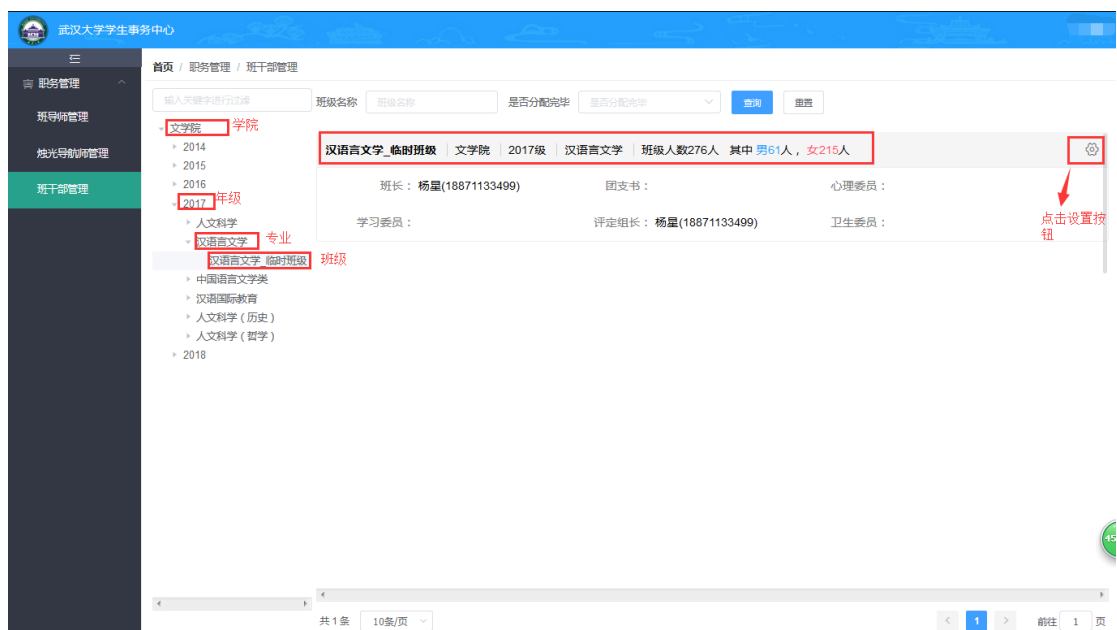 武汉大学学生事务中心
职务管理
班导师管理
烛光导航师管理
班干部管理
首页 / 职务管理 / 班干部管理
输入关键字进行过滤
班级名称 班级名称 是否分配完毕 是否分配完毕 查询 重置
文学院 学院
2014
2015
2016
2017 年级
人文科学
汉语言文学 专业
汉语言文学_临时班级 班级
中国语言文学类
汉语国际教育
人文科学(历史)
人文科学(哲学)
2018
汉语言文学_临时班级 文学院 2017级 汉语言文学 班级人数276人 其中 男61人, 女215人
班长: 杨星(18871133499) 团支书: 心理委员:
学习委员: 评定组长: 杨星(18871133499) 卫生委员:
点击设置按
钮
45
共1条 10条/页 1 前往 1 页